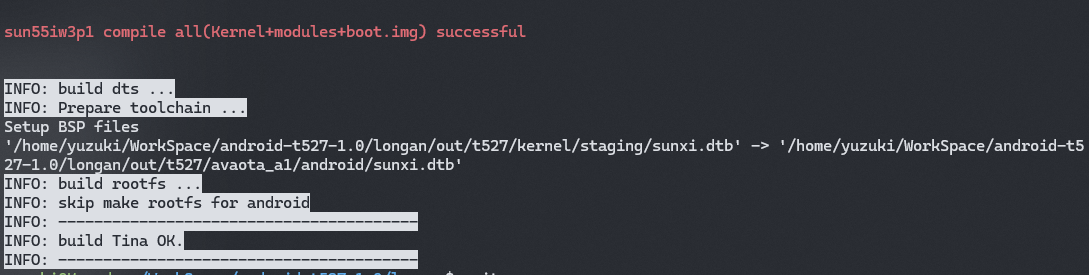 sun55iw3p1 compile all(Kernel+modules+boot.img) successful
INFO: build dts ...
INFO: Prepare toolchain ...
Setup BSP files
'/home/yuzuki/WorkSpace/android-t527-1.0/longan/out/t527/kernel/staging/sunxi.dtb' -> '/home/yuzuki/WorkSpace/android-t5
27-1.0/longan/out/t527/avaota_a1/android/sunxi.dtb'
INFO: build rootfs ...
INFO: skip make rootfs for android
INFO: ----------------------------------------
INFO: build Tina OK.
INFO: ----------------------------------------